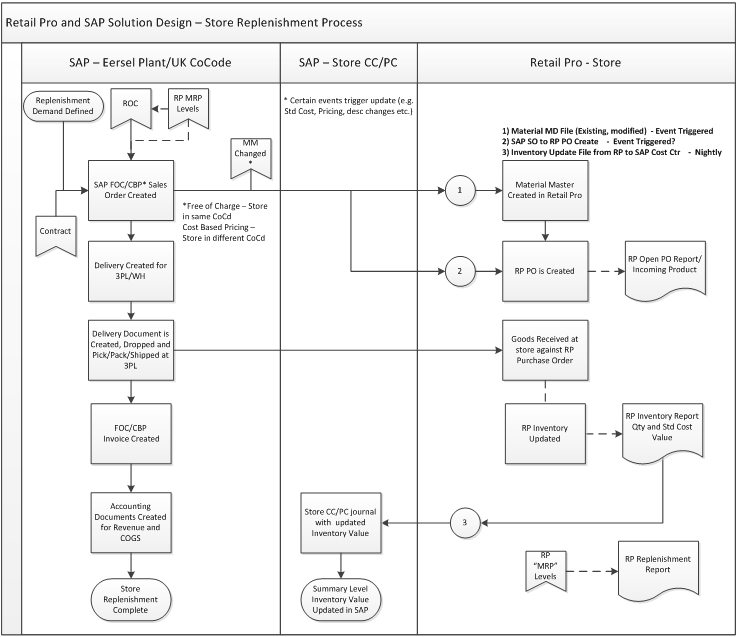 Retail Pro and SAP Solution Design – Store Replenishment Process
SAP – Eersel Plant/UK CoCode
SAP – Store CC/PC
Retail Pro - Store
Replenishment
Demand Defined
ROC
RP MRP
Levels
* Certain events trigger update (e.g.
Std Cost, Pricing, desc changes etc.)
1) Material MD File (Existing, modified) - Event Triggered
2) SAP SO to RP PO Create - Event Triggered?
3) Inventory Update File from RP to SAP Cost Ctr - Nightly
MM
Changed
*
SAP FOC/CBP* Sales
Order Created
1
Material Master
Created in Retail Pro
*Free of Charge – Store
in same CoCd
Cost Based Pricing –
Store in different CoCd
Contract
Delivery Created for
3PL/WH
2
RP PO is Created
RP Open PO Report/
Incoming Product
Delivery Document is
Created, Dropped and
Pick/Pack/Shipped at
3PL
Goods Received at
store against RP
Purchase Order
FOC/CBP
Invoice Created
RP Inventory
Updated
RP Inventory Report
Qty and Std Cost
Value
Accounting
Documents Created
for Revenue and
COGS
Store CC/PC journal
with updated
Inventory Value
3
RP
“MRP”
Levels
RP Replenishment
Report
Store
Replenishment
Complete
Summary Level
Inventory Value
Updated in SAP